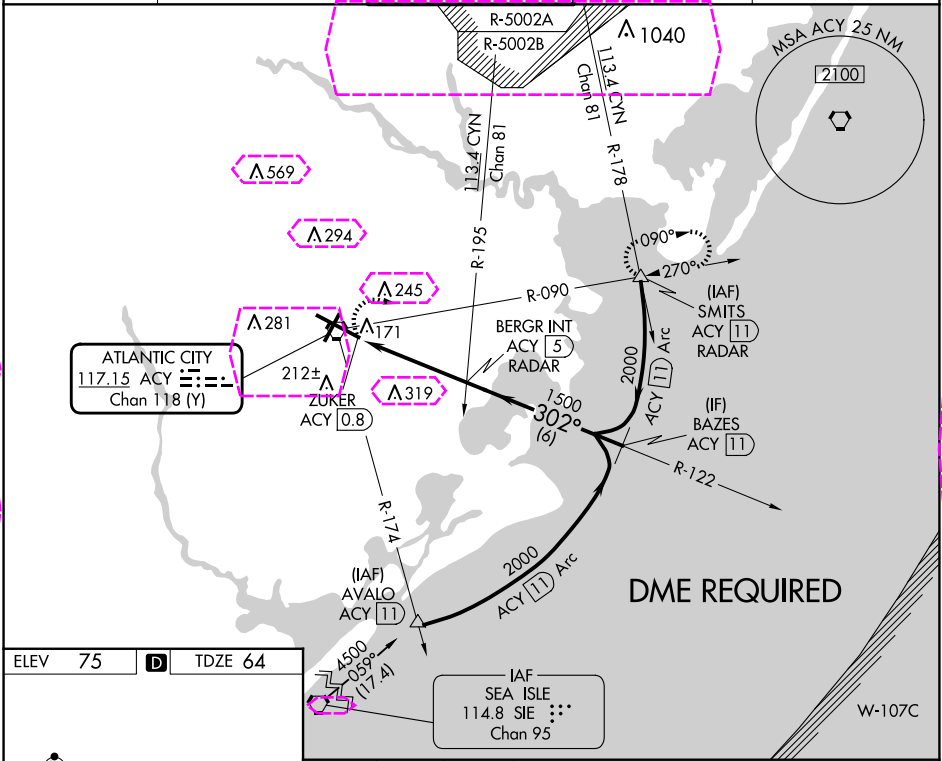 R-5002A
R-5002B
1040
MSA ACY 25 NM
2100
113.4 CYN
Chan 81
113.4 CYN
Chan 81
R-178
R-195
569
294
245
281
171
212±
319
090°
270°
R-090
(IAF)
SMITS
ACY 11
RADAR
BERGR INT
ACY 5
RADAR
ATLANTIC CITY
117.15 ACY
Chan 118 (Y)
ZUKER
ACY 0.8
2000
ACY 11 Arc
1500
302°
(6)
(IF)
BAZES
ACY 11
R-122
R-174
(IAF)
AVALO
ACY 11
2000
ACY 11 Arc
DME REQUIRED
ELEV 75 D TDZE 64
4500
059°
(17.4)
IAF
SEA ISLE
114.8 SIE
Chan 95
W-107C